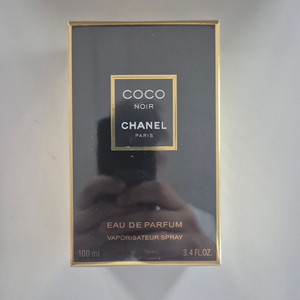 COCO
NOIR
CHANEL
PARIS
EAU DE PARFUM
VAPORISATEUR SPRAY
100 ml
3.4 FL.OZ.